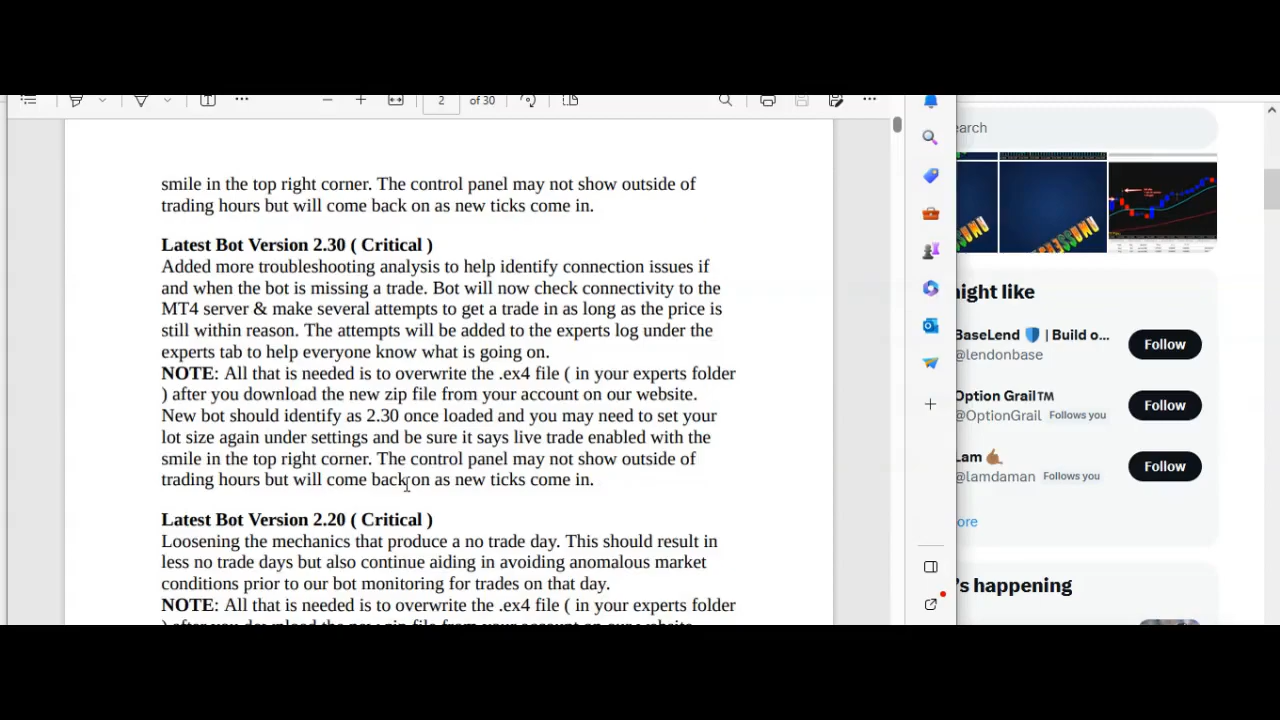 2
of 30
smile in the top right corner. The control panel may not show outside of
trading hours but will come back on as new ticks come in.
Latest Bot Version 2.30 ( Critical )
Added more troubleshooting analysis to help identify connection issues if
and when the bot is missing a trade. Bot will now check connectivity to the
MT4 server & make several attempts to get a trade in as long as the price is
still within reason. The attempts will be added to the experts log under the
experts tab to help everyone know what is going on.
NOTE: All that is needed is to overwrite the .ex4 file ( in your experts folder
) after you download the new zip file from your account on our website.
New bot should identify as 2.30 once loaded and you may need to set your
lot size again under settings and be sure it says live trade enabled with the
smile in the top right corner. The control panel may not show outside of
trading hours but will come back on as new ticks come in.
Latest Bot Version 2.20 ( Critical )
Loosening the mechanics that produce a no trade day. This should result in
less no trade days but also continue aiding in avoiding anomalous market
conditions prior to our bot monitoring for trades on that day.
NOTE: All that is needed is to overwrite the .ex4 file ( in your experts folder
) after you download the new zip file from your account on our website.
earch
night like
BaseLend 🛡️ | Build o...
@lendonbase
Follow
Option Grail™
@OptionGrail Follows you
Follow
Lam 🤙🏾
@lamdaman Follows you
Follow
ore
's happening